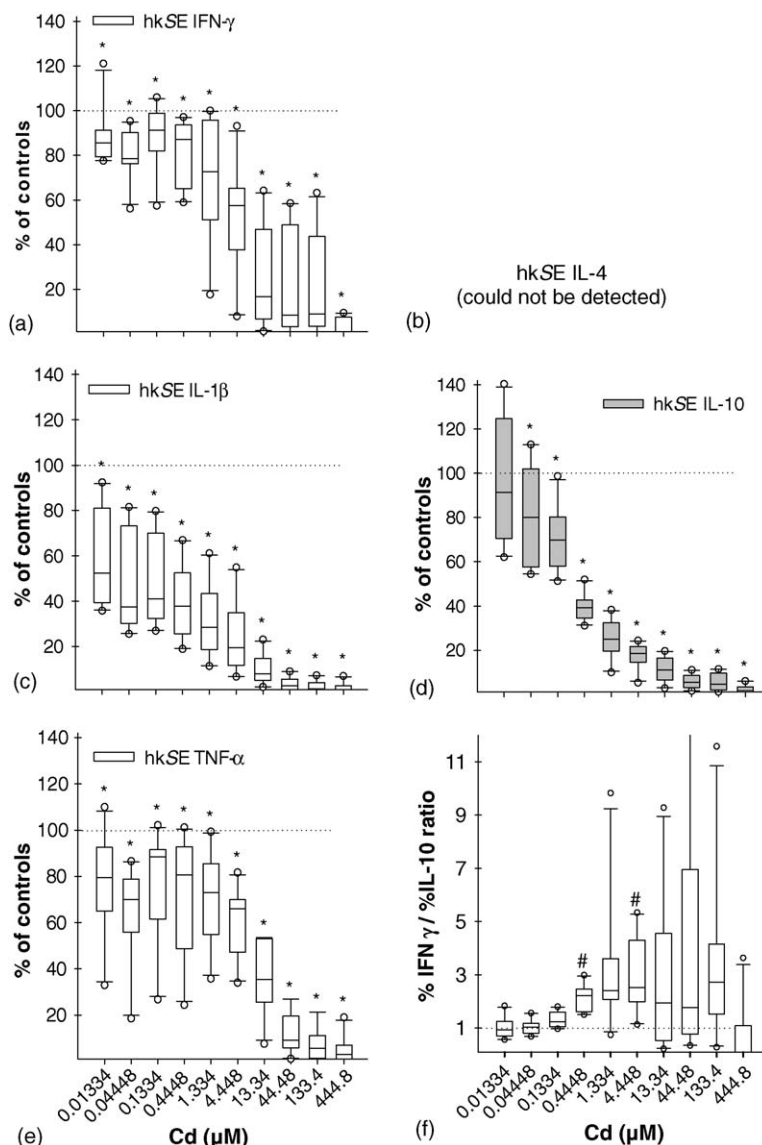 hkSE IFN-γ
140
120
100
80
60
40
20
% of controls
* * * * * * * * * *
(a)
hkSE IL-4
(could not be detected)
(b)
hkSE IL-1β
140
120
100
80
60
40
20
% of controls
* * * * * * * * * *
(c)
hkSE IL-10
140
120
100
80
60
40
20
% of controls
* * * * * * * * *
(d)
hkSE TNF-α
140
120
100
80
60
40
20
% of controls
* * * * * * * * * *
0.01334 0.04448 0.1334 0.4448 1.334 4.448 13.34 44.48 133.4 444.8
Cd (µM)
(e)
11
9
7
5
3
1
% IFN γ / %IL-10 ratio
# #
0.01334 0.04448 0.1334 0.4448 1.334 4.448 13.34 44.48 133.4 444.8
Cd (µM)
(f)